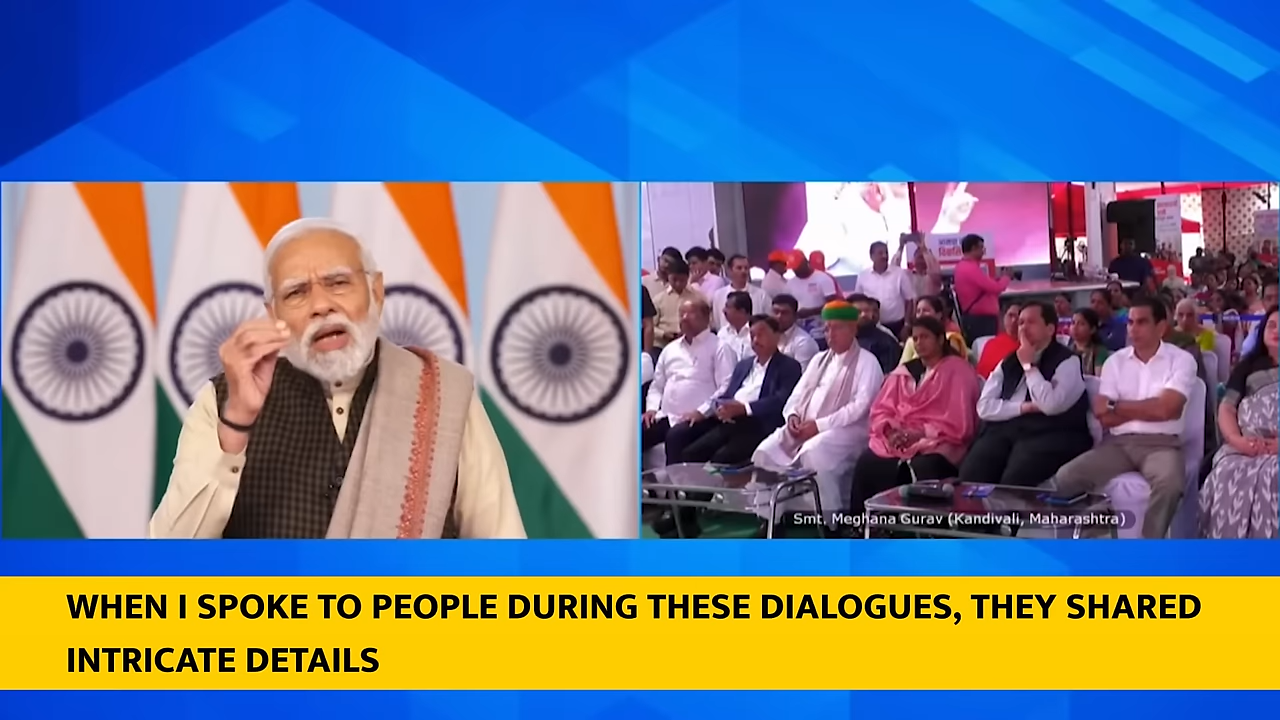 Smt. Meghana Gurav (Kandivali, Maharashtra)
WHEN I SPOKE TO PEOPLE DURING THESE DIALOGUES, THEY SHARED
INTRICATE DETAILS